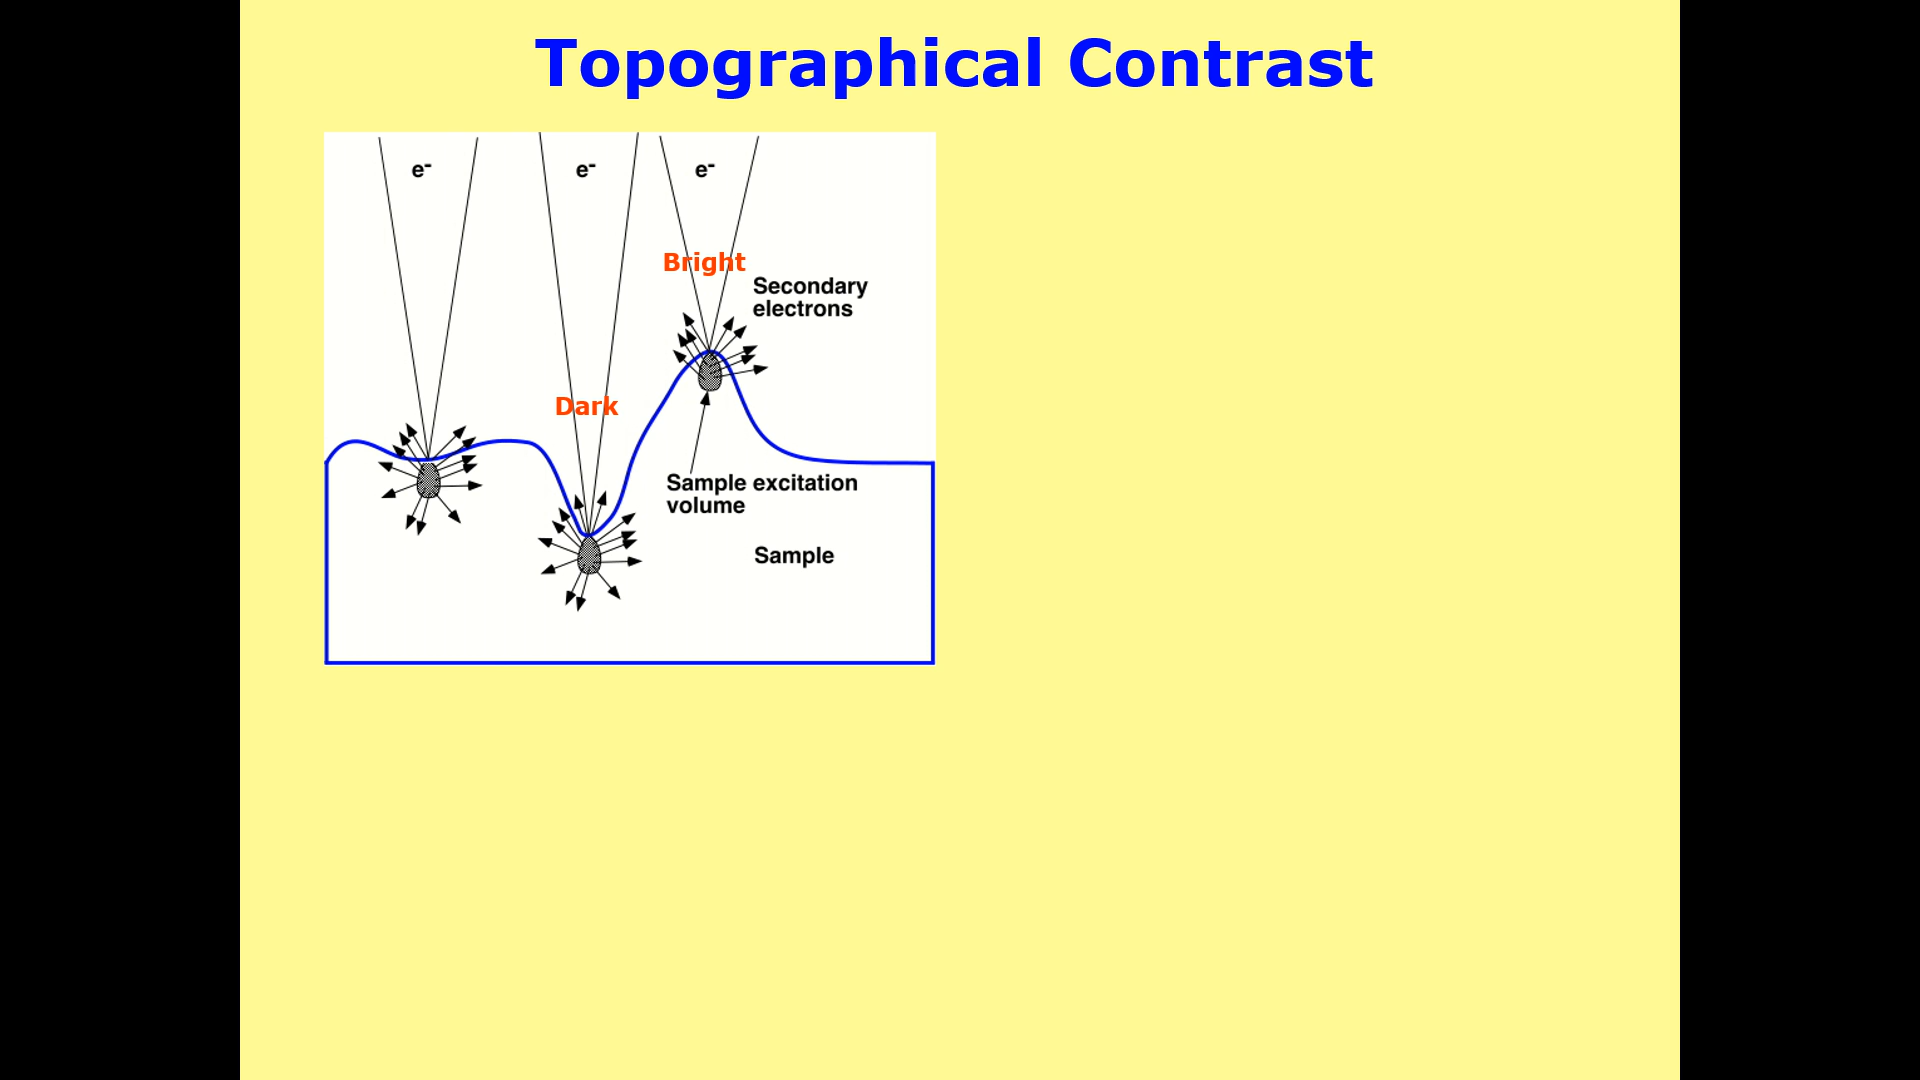 Topographical Contrast
e-
e-
e-
Bright
Secondary
electrons
Dark
Sample excitation
volume
Sample